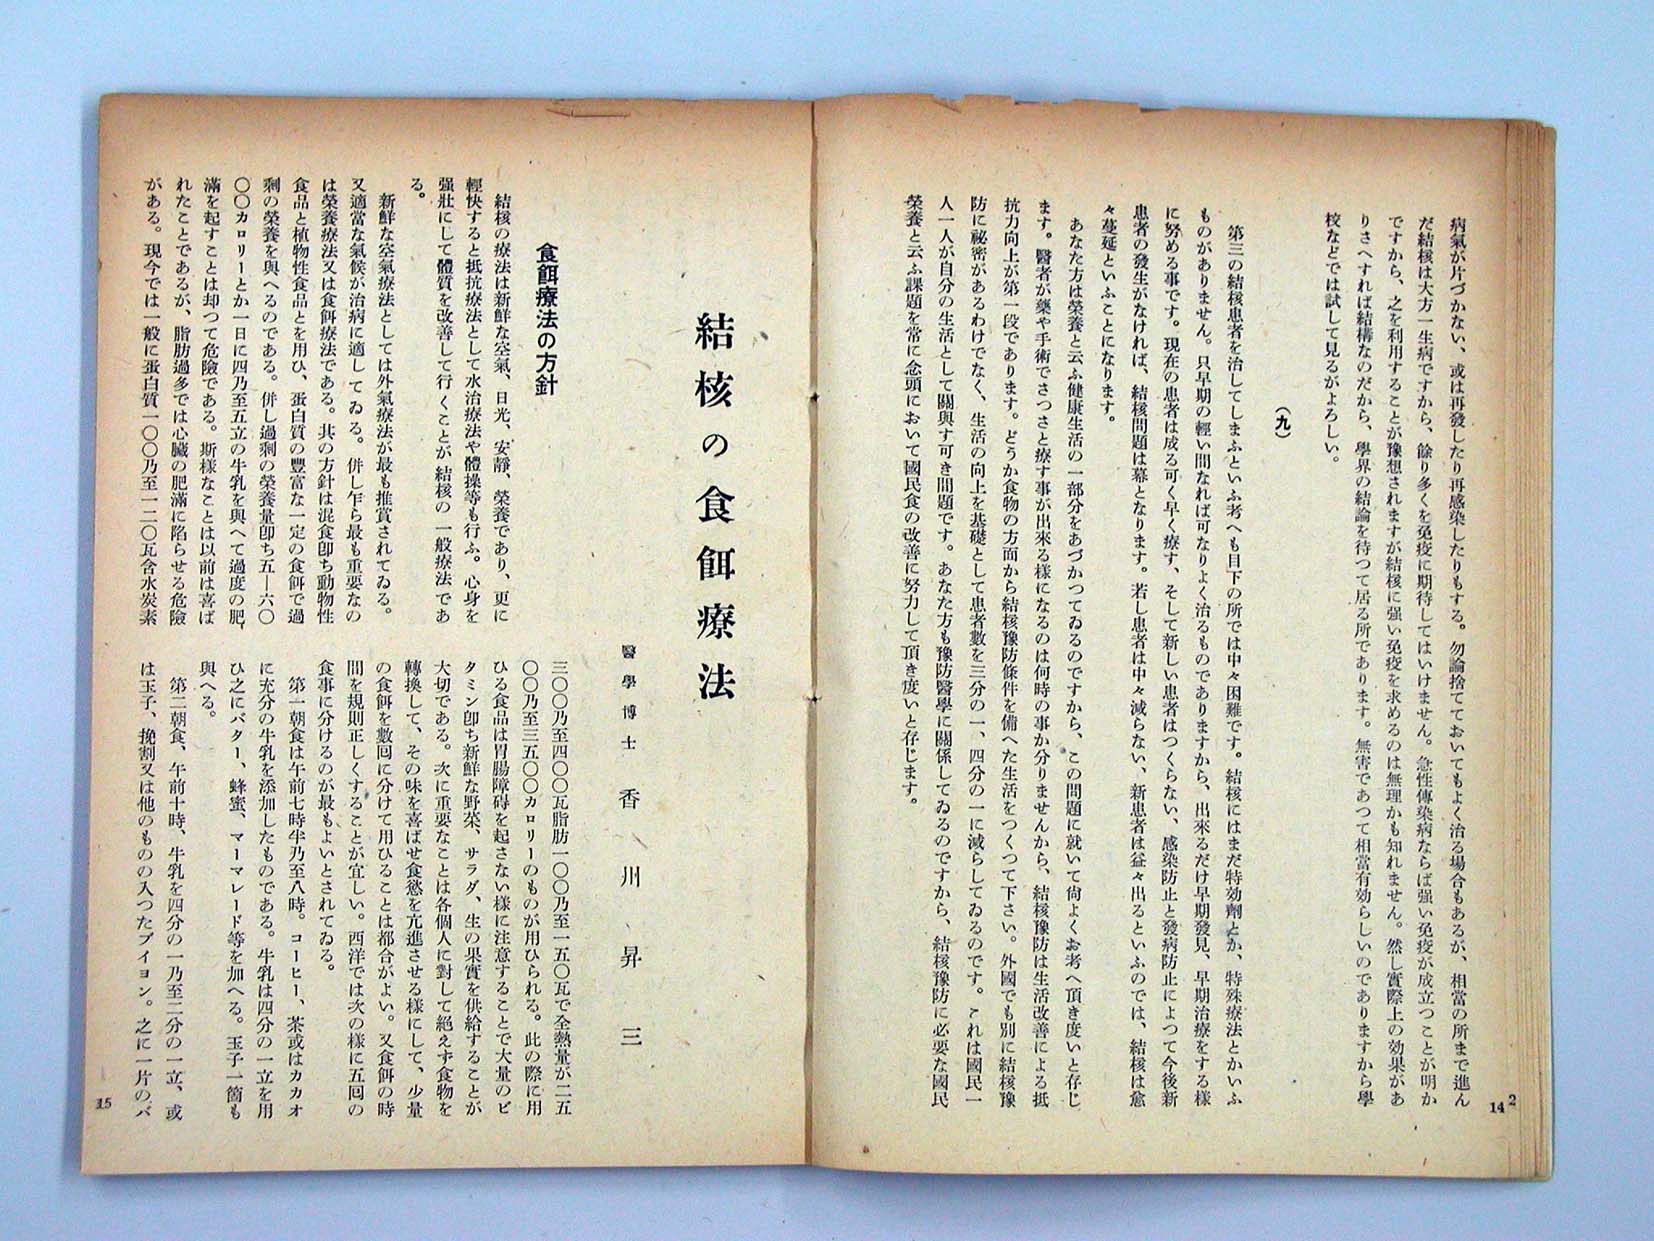 病氣が片づかない、或は再發したり再感染したりもする。勿論捨てておいてもよく治る場合もあるが、相當の所まで進ん
だ結核は大方一生病ですから、餘り多くを免疫に期待してはいけません。急性傳染病ならば强い免疫が成立つことが明か
ですから、之を利用することが豫想されますが結核に强い免疫を求めるのは無理かも知れません。然し實際上の効果があ
りさへすれば結構なのだから、學界の結論を待つて居る所であります。無害であつて相當有効らしいのでありますから學
校などでは試して見るがよろしい。
(九)
第三の結核患者を治してしまふといふ考へも目下の所では中々困難です。結核にはまだ特効劑とか、特殊療法とかいふ
ものがありません。只早期の輕い間なれば可なりよく治るものでありますから、出來るだけ早期發見、早期治療をする樣
に努める事です。現在の患者は成る可く早く療す、そして新しい患者はつくらない、感染防止と發病防止によつて今後新
患者の發生がなければ、結核問題は幕となります。若し患者は中々減らない、新患者は益々出るといふのでは、結核は愈
々蔓延といふことになります。
あなた方は榮養と云ふ健康生活の一部分をあづかつてゐるのですから、この問題に就いて尙よくお考へ頂き度いと存じ
ます。醫者が藥や手術でさつさと療す事が出來る樣になるのは何時の事か分りませんから、結核豫防は生活改善による抵
抗力向上が第一段であります。どうか食物の方面から結核豫防條件を備へた生活をつくつて下さい。外國でも別に結核豫
防に祕密があるわけでなく、生活の向上を基礎として患者數を三分の一、四分の一に減らしてゐるのです。これは國民一
人一人が自分の生活として關與す可き問題です。あなた方も豫防醫學に關係してゐるのですから、結核豫防に必要な國民
榮養と云ふ課題を常に念頭において國民食の改善に努力して頂き度いと存じます。
2
14
結核の食餌療法
醫學博士 香川昇三
食餌療法の方針
結核の療法は新鮮な空氣、日光、安靜、榮養であり、更に
輕快すると抵抗療法として水治療法や體操等も行ふ。心身を
强壯にして體質を改善して行くことが結核の一般療法であ
る。
新鮮な空氣療法としては外氣療法が最も推賞されてゐる。
又適當な氣候が治病に適してゐる。併し乍ら最も重要なの
は榮養療法又は食餌療法である。其の方針は混食卽ち動物性
食品と植物性食品とを用ひ、蛋白質の豐富な一定の食餌で過
剩の榮養を與へるのである。併し過剩の榮養量卽ち五―六〇
〇〇カロリーとか一日に四乃至五立の牛乳を與へて過度の肥
滿を起すことは却つて危險である。斯樣なことは以前は喜ば
れたことであるが、脂肪過多では心臟の肥滿に陷らせる危險
がある。現今では一般に蛋白質一〇〇乃至一二〇瓦含水炭素
三〇〇乃至四〇〇瓦脂肪一〇〇乃至一五〇瓦で全熱量が二五
〇〇乃至三五〇〇カロリーのものが用ひられる。此の際に用
ひる食品は胃腸障碍を起さない樣に注意することで大量のビ
タミン卽ち新鮮な野菜、サラダ、生の果實を供給することが
大切である。次に重要なことは各個人に對して絕えず食物を
轉換して、その味を喜ばせ食慾を亢進させる樣にして、少量
の食餌を數回に分けて用ひることは都合がよい。又食餌の時
間を規則正しくすることが宜しい。西洋では次の樣に五回の
食事に分けるのが最もよいとされてゐる。
第一朝食は午前七時半乃至八時。コーヒー、茶或はカカオ
に充分の牛乳を添加したものである。牛乳は四分の一立を用
ひ之にバター、蜂蜜、マーマレード等を加へる。玉子一箇も
與へる。
第二朝食、午前十時、牛乳を四分の一乃至二分の一立、或
は玉子、挽割又は他のものの入つたブイヨン。之に一片のパ
15